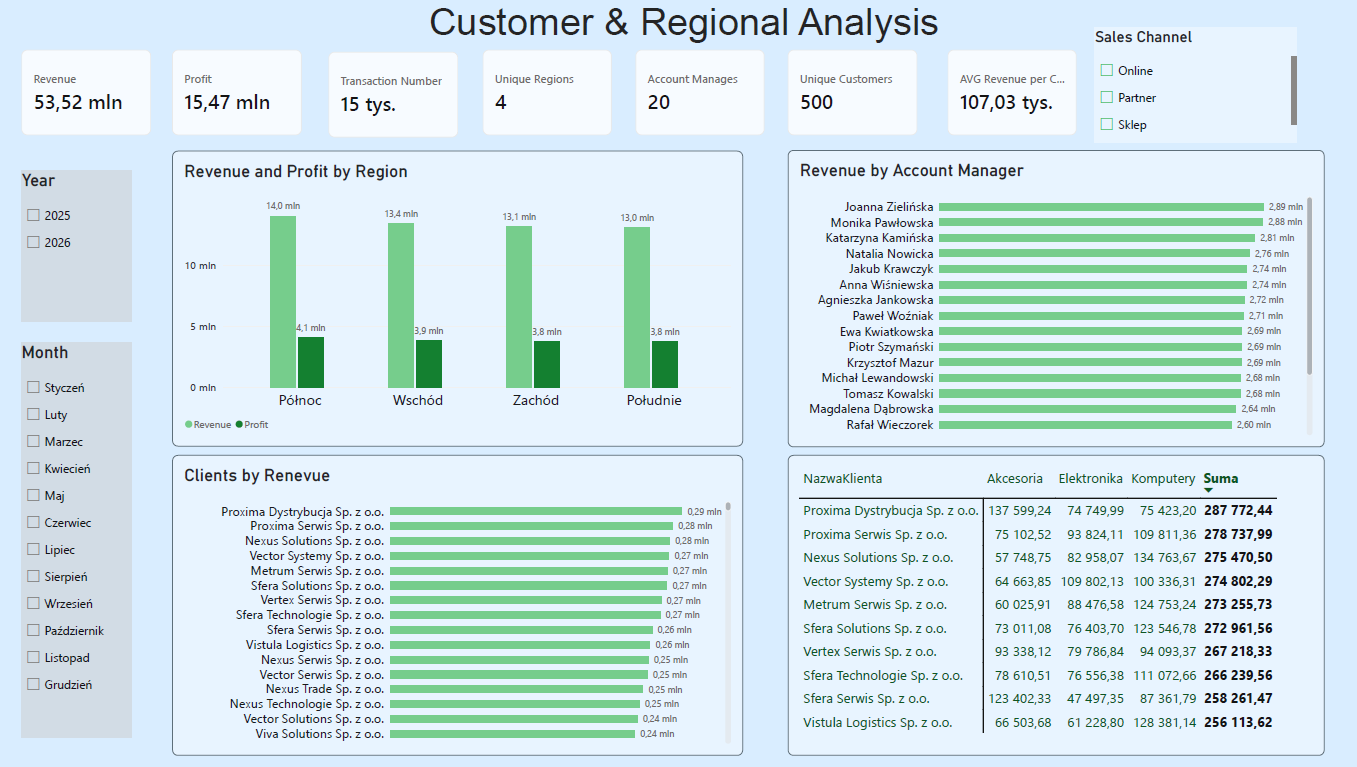 Customer & Regional Analysis
Revenue
53,52 mln
Profit
15,47 mln
Transaction Number
15 tys.
Unique Regions
4
Account Manages
20
Unique Customers
500
AVG Revenue per C...
107,03 tys.
Sales Channel
Online
Partner
Sklep
Year
2025
2026
Month
Styczeń
Luty
Marzec
Kwiecień
Maj
Czerwiec
Lipiec
Sierpień
Wrzesień
Październik
Listopad
Grudzień
Revenue and Profit by Region
14,0 mln
13,4 mln
13,1 mln
13,0 mln
10 mln
5 mln
0 mln
4,1 mln
3,9 mln
3,8 mln
3,8 mln
Północ Wschód Zachód Południe
Revenue Profit
Revenue by Account Manager
Joanna Zielińska 2,89 mln
Monika Pawłowska 2,88 mln
Katarzyna Kamińska 2,81 mln
Natalia Nowicka 2,76 mln
Jakub Krawczyk 2,74 mln
Anna Wiśniewska 2,74 mln
Agnieszka Jankowska 2,72 mln
Paweł Woźniak 2,71 mln
Ewa Kwiatkowska 2,69 mln
Piotr Szymański 2,69 mln
Krzysztof Mazur 2,69 mln
Michał Lewandowski 2,68 mln
Tomasz Kowalski 2,68 mln
Magdalena Dąbrowska 2,64 mln
Rafał Wieczorek 2,60 mln
Clients by Renevue
Proxima Dystrybucja Sp. z o.o. 0,29 mln
Proxima Serwis Sp. z o.o. 0,28 mln
Nexus Solutions Sp. z o.o. 0,28 mln
Vector Systemy Sp. z o.o. 0,27 mln
Metrum Serwis Sp. z o.o. 0,27 mln
Sfera Solutions Sp. z o.o. 0,27 mln
Vertex Serwis Sp. z o.o. 0,27 mln
Sfera Technologie Sp. z o.o. 0,27 mln
Sfera Serwis Sp. z o.o. 0,26 mln
Vistula Logistics Sp. z o.o. 0,26 mln
Nexus Serwis Sp. z o.o. 0,25 mln
Vector Serwis Sp. z o.o. 0,25 mln
Nexus Trade Sp. z o.o. 0,25 mln
Nexus Technologie Sp. z o.o. 0,25 mln
Vector Solutions Sp. z o.o. 0,24 mln
Viva Solutions Sp. z o.o. 0,24 mln
NazwaKlienta Akcesoria Elektronika Komputery Suma
Proxima Dystrybucja Sp. z o.o. 137 599,24 74 749,99 75 423,20 287 772,44
Proxima Serwis Sp. z o.o. 75 102,52 93 824,11 109 811,36 278 737,99
Nexus Solutions Sp. z o.o. 57 748,75 82 958,07 134 763,67 275 470,50
Vector Systemy Sp. z o.o. 64 663,85 109 802,13 100 336,31 274 802,29
Metrum Serwis Sp. z o.o. 60 025,91 88 476,58 124 753,24 273 255,73
Sfera Solutions Sp. z o.o. 73 011,08 76 403,70 123 546,78 272 961,56
Vertex Serwis Sp. z o.o. 93 338,12 79 786,84 94 093,37 267 218,33
Sfera Technologie Sp. z o.o. 78 610,51 76 556,38 111 072,66 266 239,56
Sfera Serwis Sp. z o.o. 123 402,33 47 497,35 87 361,79 258 261,47
Vistula Logistics Sp. z o.o. 66 503,68 61 228,80 128 381,14 256 113,62